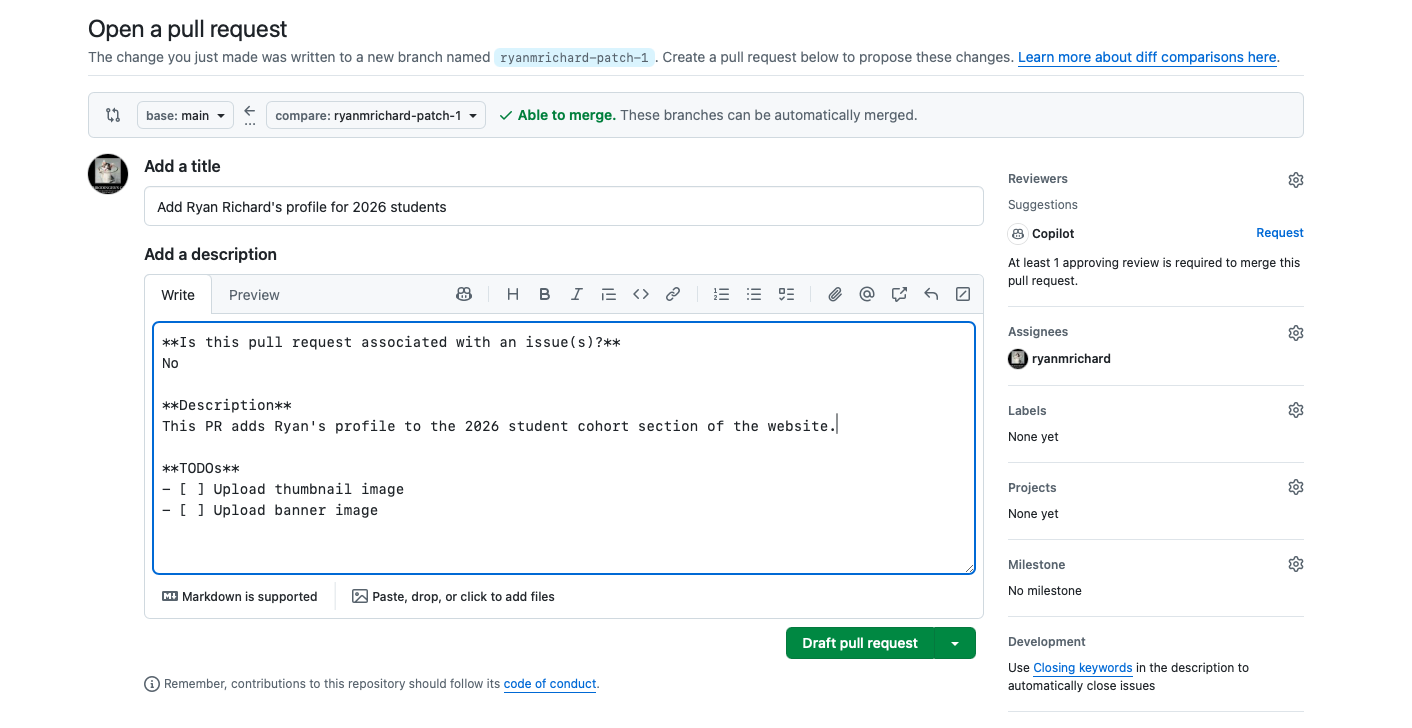 Open a pull request
The change you just made was written to a new branch named ryanmrichard-patch-1 . Create a pull request below to propose these changes. Learn more about diff comparisons here.
base: main
...
compare: ryanmrichard-patch-1
Able to merge. These branches can be automatically merged.
Add a title
Add Ryan Richard's profile for 2026 students
Add a description
Write
Preview
**Is this pull request associated with an issue(s)?**
No
**Description**
This PR adds Ryan's profile to the 2026 student cohort section of the website.
**TODOs**
- [ ] Upload thumbnail image
- [ ] Upload banner image
Markdown is supported
Paste, drop, or click to add files
Draft pull request
Remember, contributions to this repository should follow its code of conduct.
Reviewers
Suggestions
Copilot
Request
At least 1 approving review is required to merge this
pull request.
Assignees
ryanmrichard
Labels
None yet
Projects
None yet
Milestone
No milestone
Development
Use Closing keywords in the description to
automatically close issues